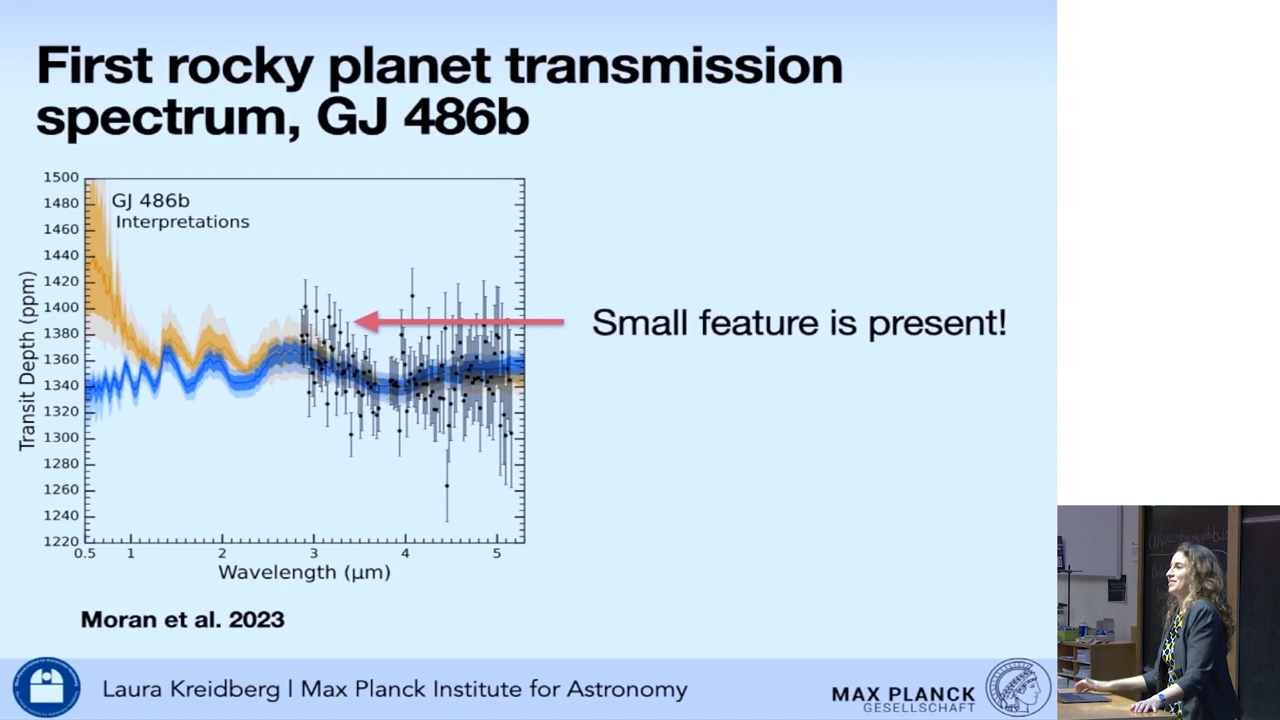 First rocky planet transmission
spectrum, GJ 486b
1500
1480
1460
1440
1420
1400
1380
1360
1340
1320
1300
1280
1260
1240
1220
GJ 486b
Interpretations
Transit Depth (ppm)
0.5 1 2 3 4 5
Wavelength (μm)
Small feature is present!
Moran et al. 2023
Laura Kreidberg | Max Planck Institute for Astronomy
MAX PLANCK
GESELLSCHAFT